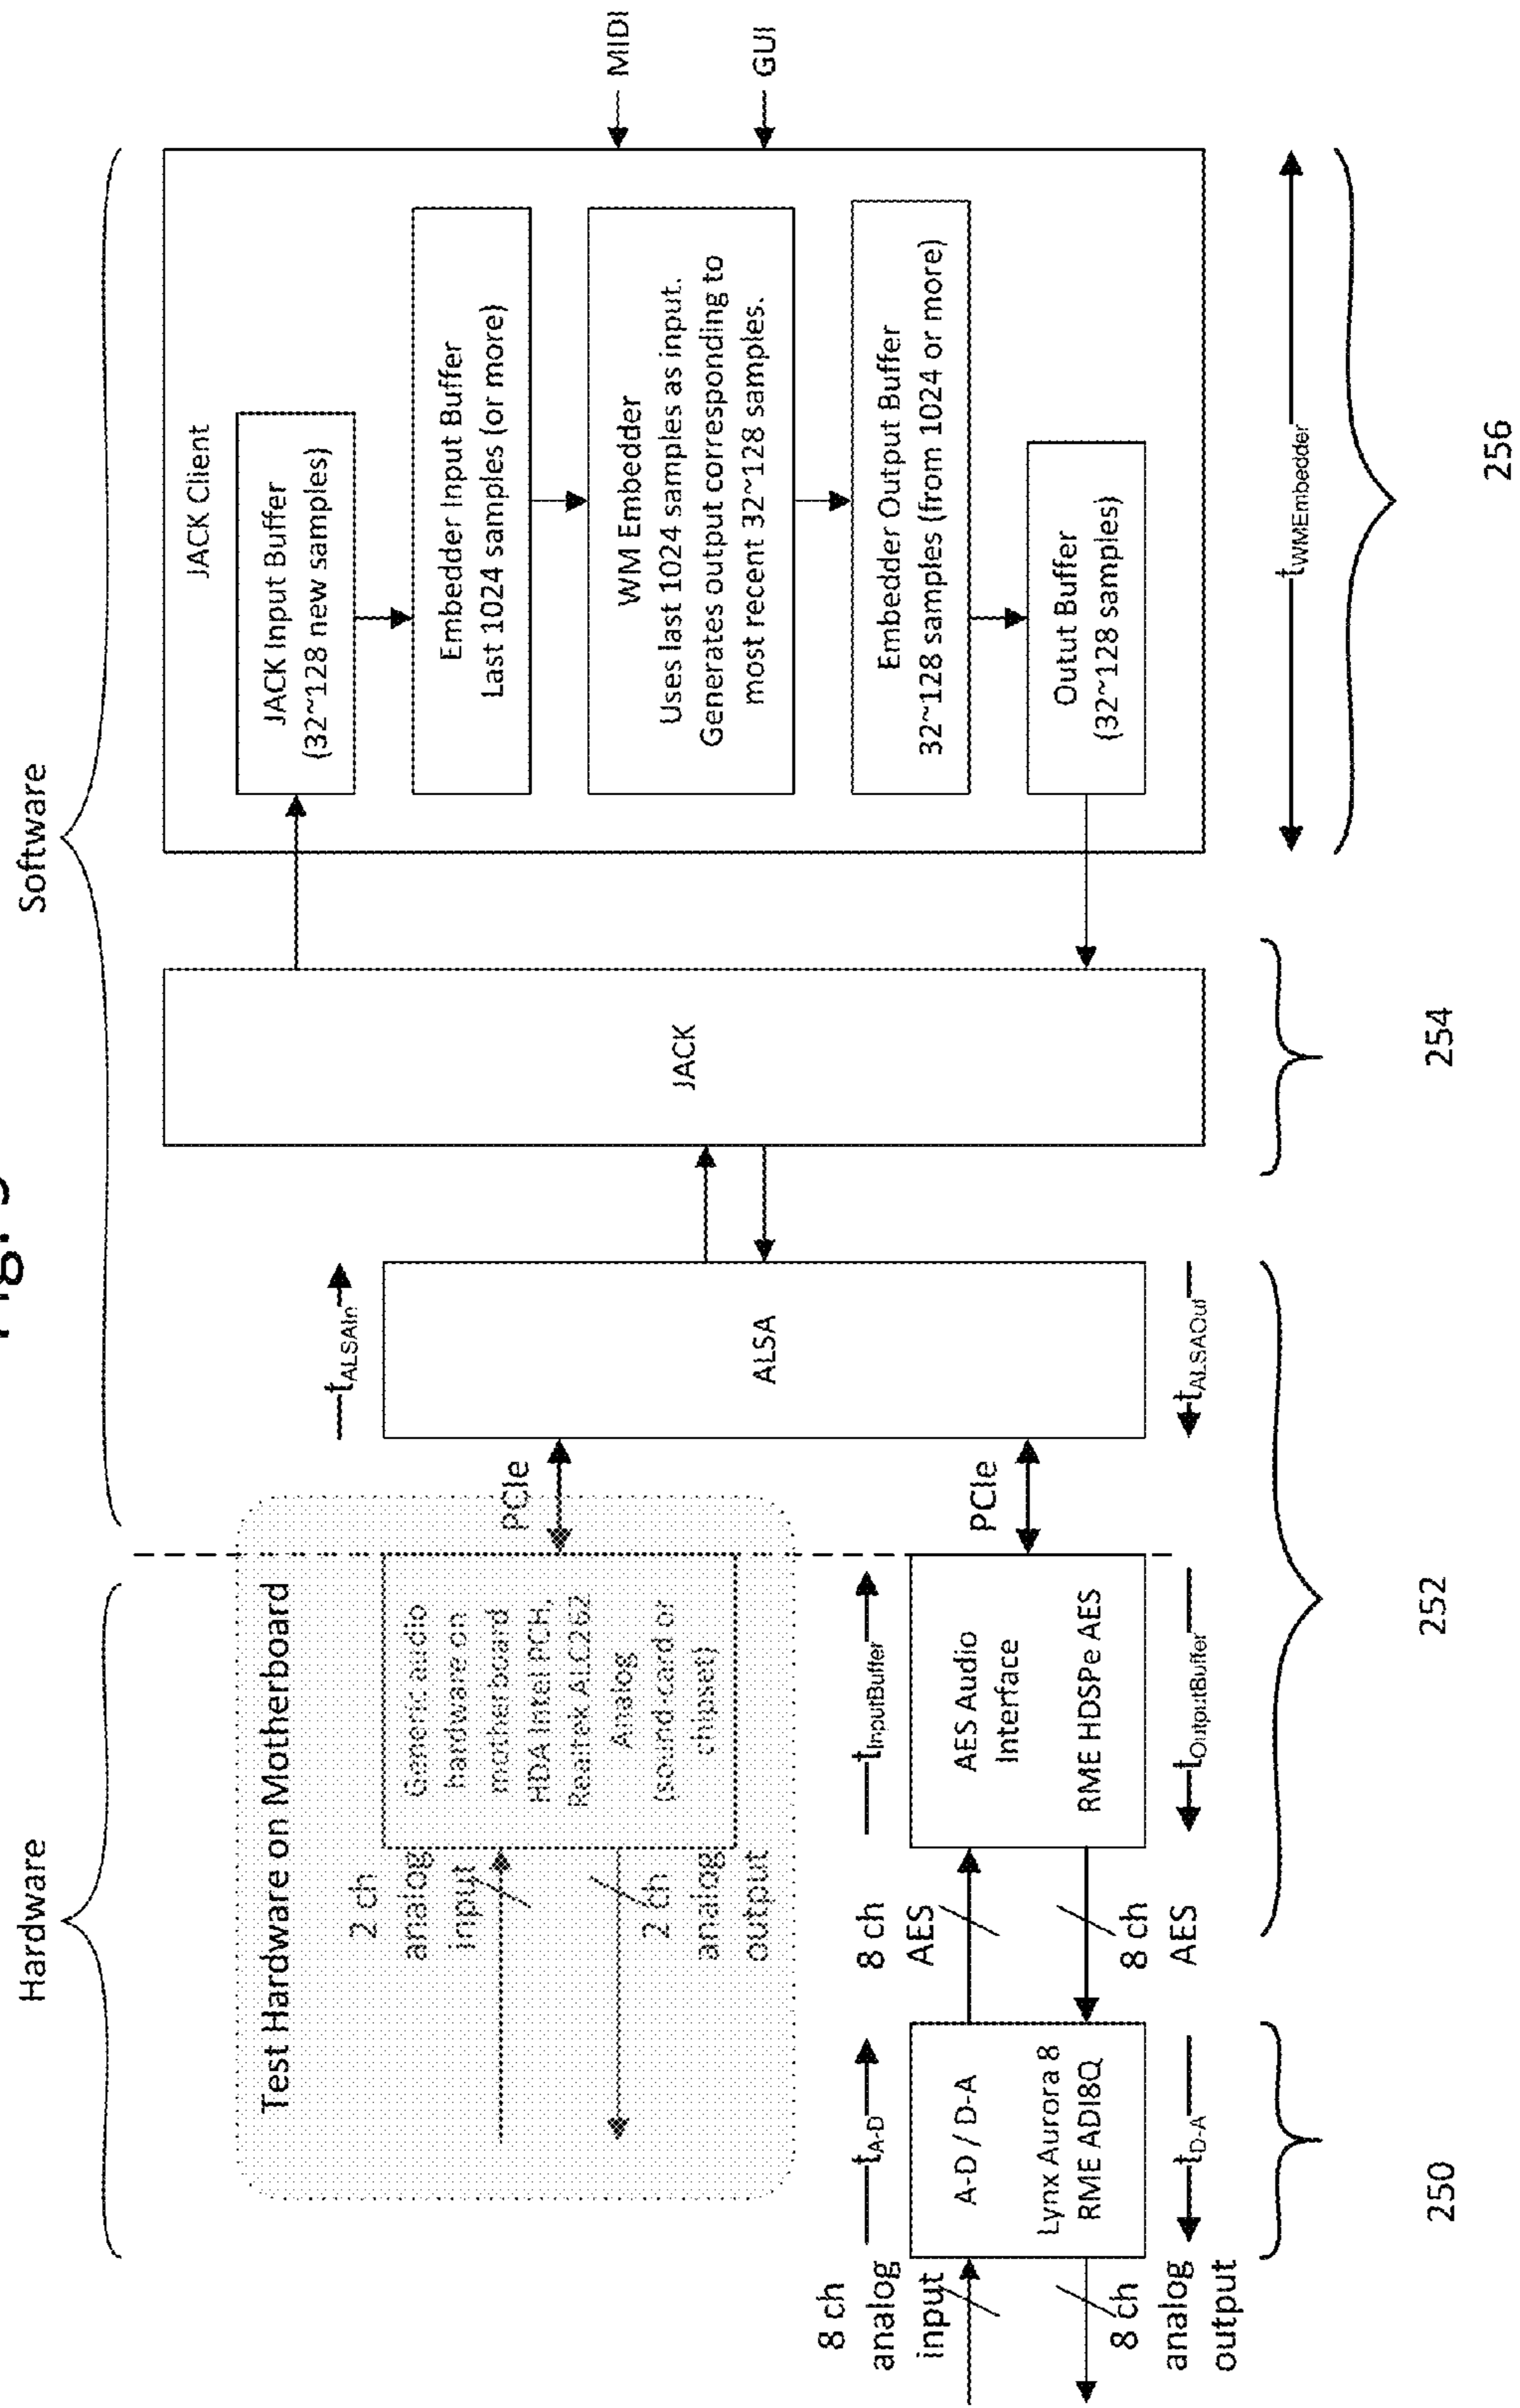 Fig. 9
Hardware
Software
Test Hardware on Motherboard
2 ch
analog
input
2 ch
analog
output
Generic audio
hardware on
motherboard
HDA Intel PCH,
Realtek ALC262
Analog
(sound-card or
chipset)
PCIe
8 ch
analog
input
8 ch
analog
output
tA-D
A-D / D-A
Lynx Aurora 8
RME ADI8Q
tD-A
8 ch
AES
8 ch
AES
tInputBuffer
AES Audio
Interface
RME HDSPe AES
tOutputBuffer
PCIe
tALSAIn
ALSA
tALSAOut
JACK
JACK Client
JACK Input Buffer
(32~128 new samples)
Embedder Input Buffer
Last 1024 samples (or more)
WM Embedder
Uses last 1024 samples as input.
Generates output corresponding to
most recent 32~128 samples.
Embedder Output Buffer
32~128 samples (from 1024 or more)
Outut Buffer
(32~128 samples)
MIDI
GUI
tWMEmbedder
250
252
254
256